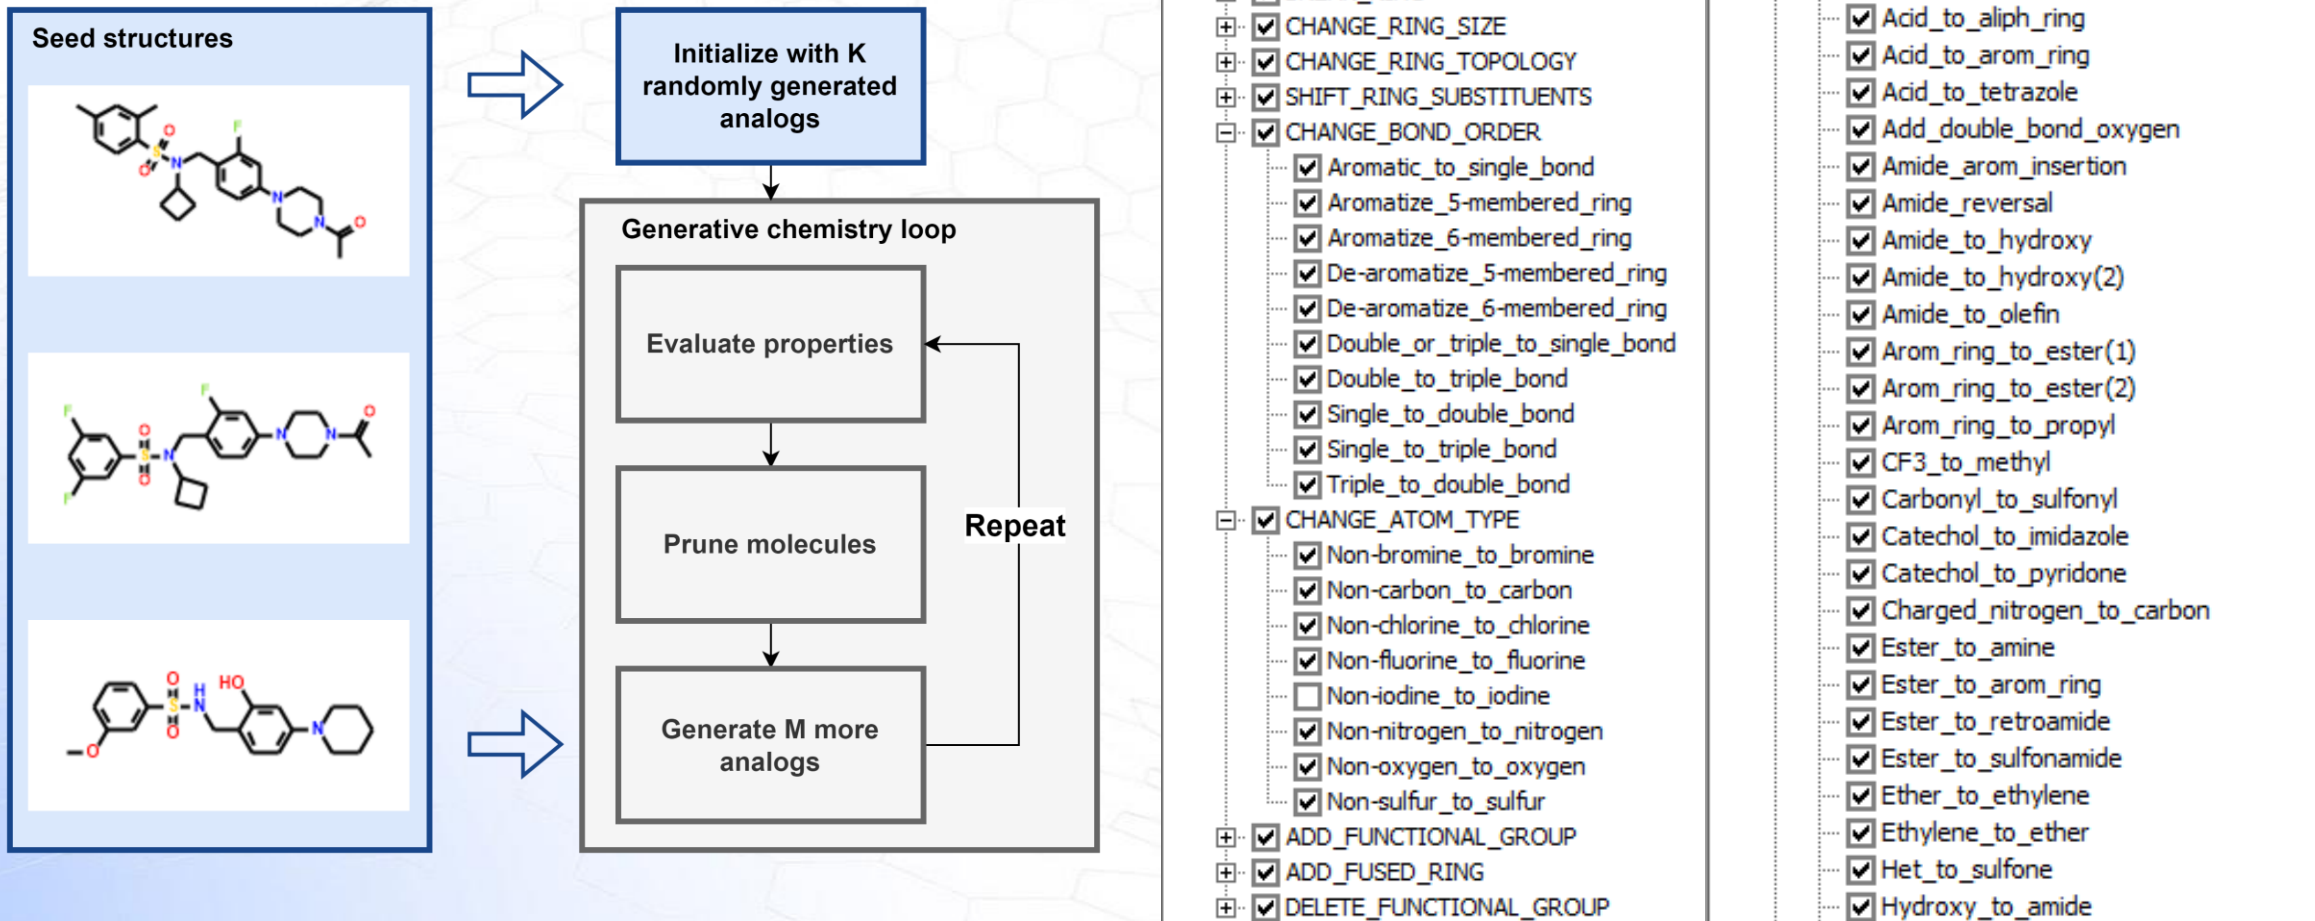 Seed structures
F
O
S
O
N
N
N
O
F
F
F
O
S
O
N
N
N
O
O
S
O
H
N
HO
N
O
Initialize with K
randomly generated
analogs
Generative chemistry loop
Evaluate properties
Prune molecules
Generate M more
analogs
Repeat
CHANGE_RING_SIZE
CHANGE_RING_TOPOLOGY
SHIFT_RING_SUBSTITUENTS
CHANGE_BOND_ORDER
Aromatic_to_single_bond
Aromatize_5-membered_ring
Aromatize_6-membered_ring
De-aromatize_5-membered_ring
De-aromatize_6-membered_ring
Double_or_triple_to_single_bond
Double_to_triple_bond
Single_to_double_bond
Single_to_triple_bond
Triple_to_double_bond
CHANGE_ATOM_TYPE
Non-bromine_to_bromine
Non-carbon_to_carbon
Non-chlorine_to_chlorine
Non-fluorine_to_fluorine
Non-iodine_to_iodine
Non-nitrogen_to_nitrogen
Non-oxygen_to_oxygen
Non-sulfur_to_sulfur
ADD_FUNCTIONAL_GROUP
ADD_FUSED_RING
DELETE_FUNCTIONAL_GROUP
Acid_to_aliph_ring
Acid_to_arom_ring
Acid_to_tetrazole
Add_double_bond_oxygen
Amide_arom_insertion
Amide_reversal
Amide_to_hydroxy
Amide_to_hydroxy(2)
Amide_to_olefin
Arom_ring_to_ester(1)
Arom_ring_to_ester(2)
Arom_ring_to_propyl
CF3_to_methyl
Carbonyl_to_sulfonyl
Catechol_to_imidazole
Catechol_to_pyridone
Charged_nitrogen_to_carbon
Ester_to_amine
Ester_to_arom_ring
Ester_to_retroamide
Ester_to_sulfonamide
Ether_to_ethylene
Ethylene_to_ether
Het_to_sulfone
Hydroxy_to_amide